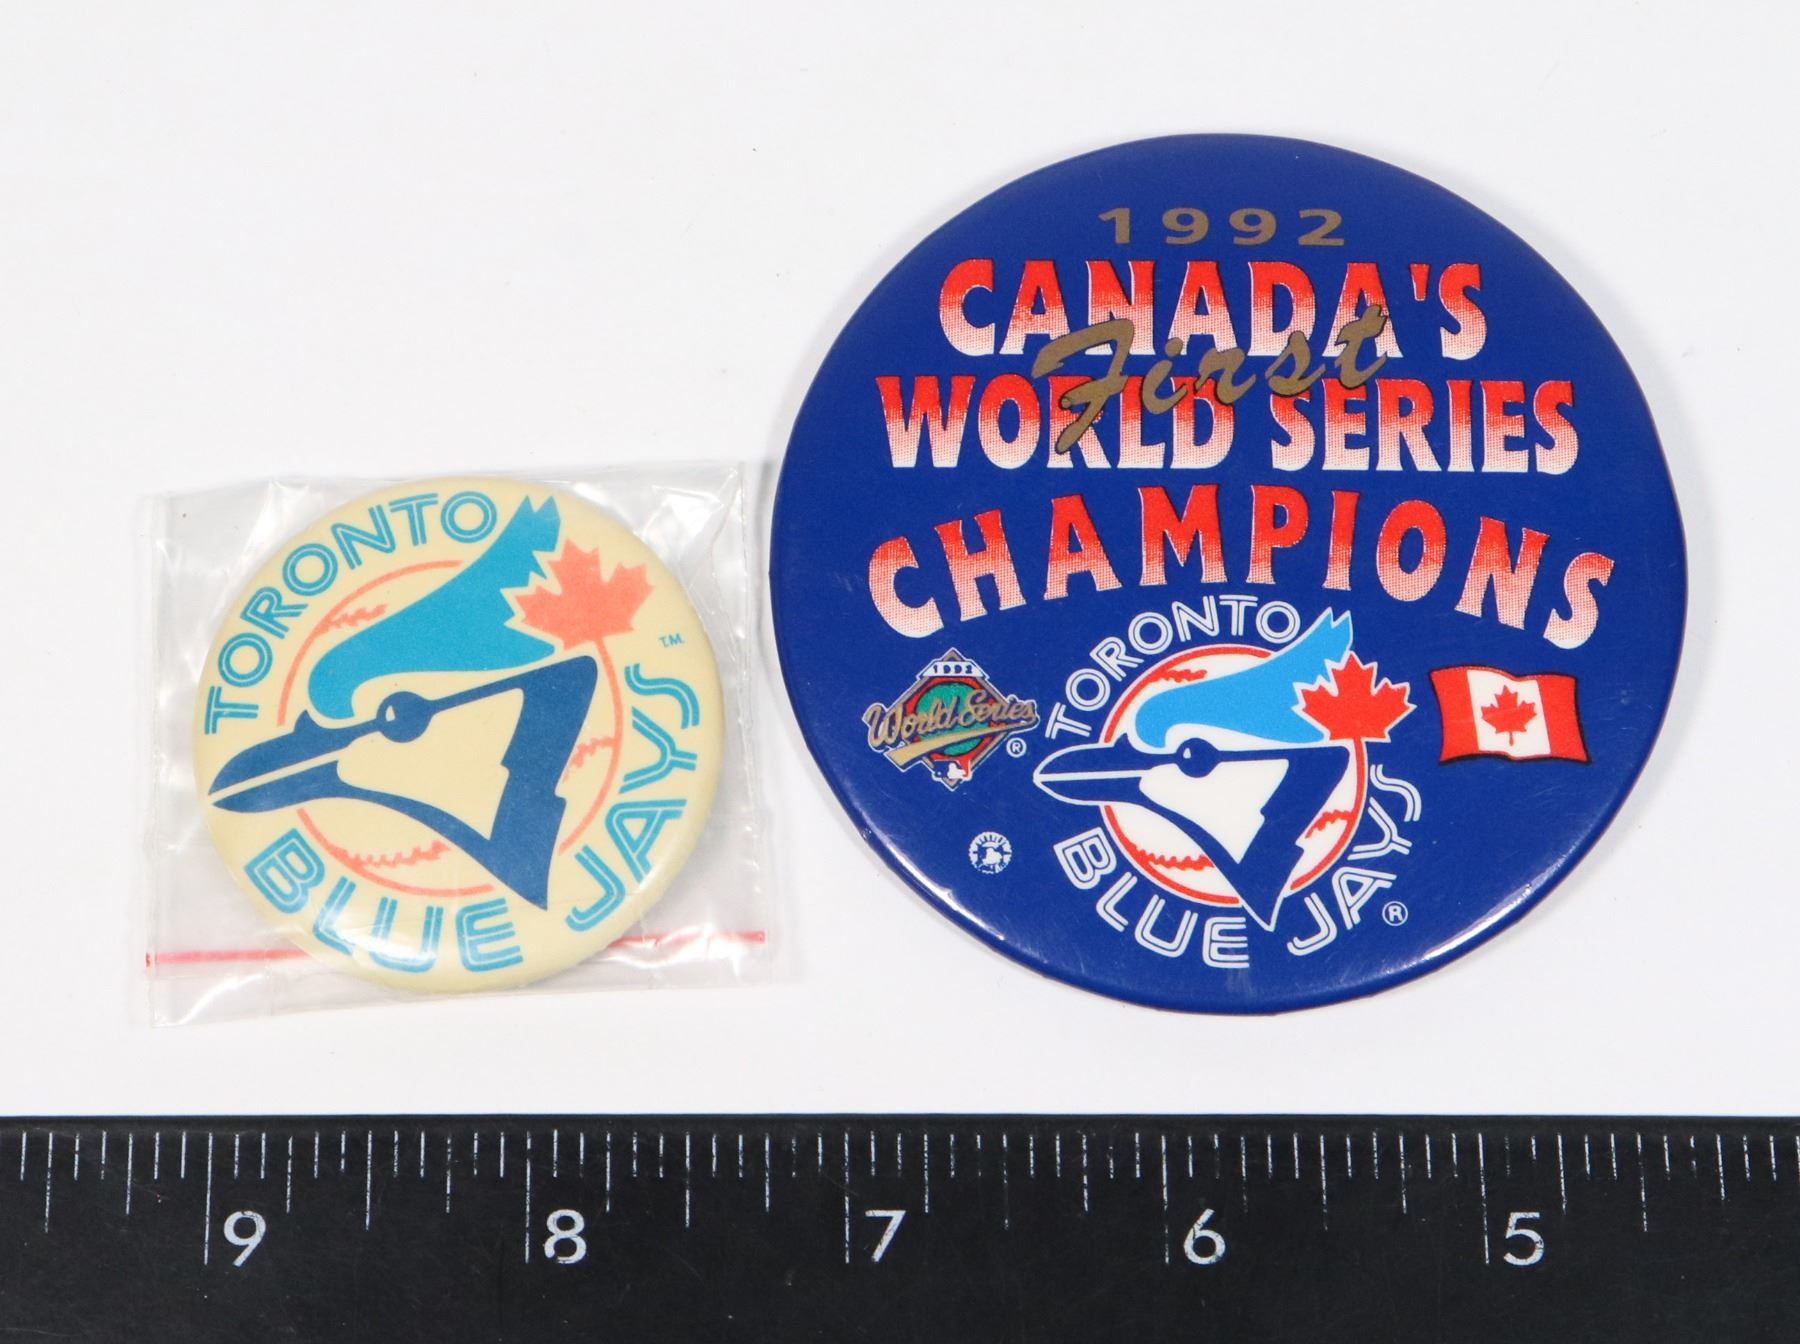 TORONTO
T.M.
BLUE JAYS
1992
CANADA'S
First
WORLD SERIES
CHAMPIONS
1992
World Series
®
TORONTO
BLUE JAYS
®
9 8 7 6 5